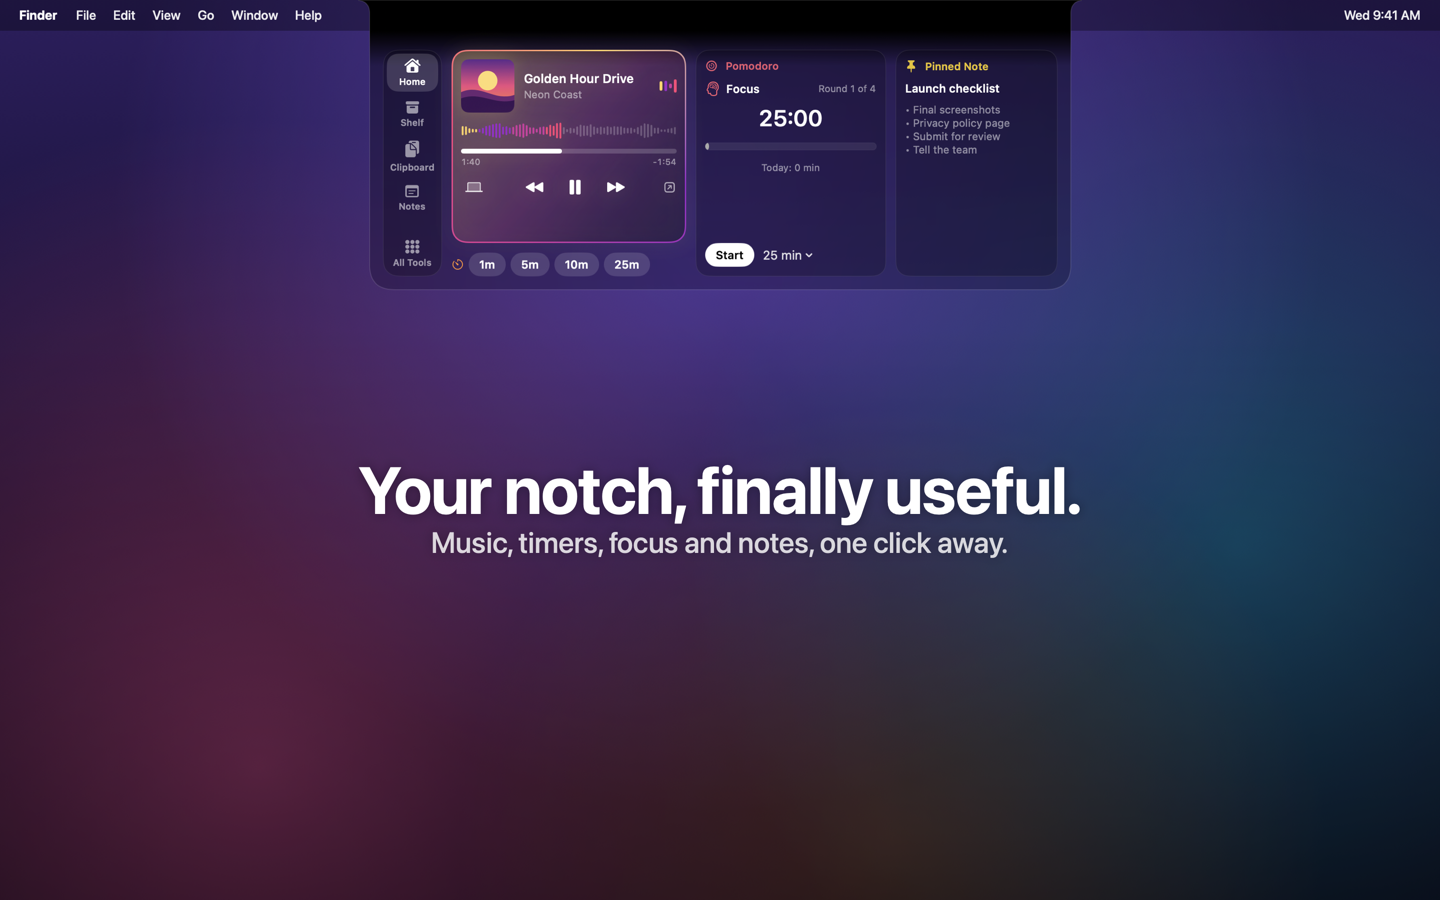 Finder File Edit View Go Window Help
Wed 9:41 AM
Home
Shelf
Clipboard
Notes
All Tools
Golden Hour Drive
Neon Coast
1:40
-1:54
1m 5m 10m 25m
Pomodoro
Focus
Round 1 of 4
25:00
Today: 0 min
Start
25 min
Pinned Note
Launch checklist
• Final screenshots
• Privacy policy page
• Submit for review
• Tell the team
Your notch, finally useful.
Music, timers, focus and notes, one click away.